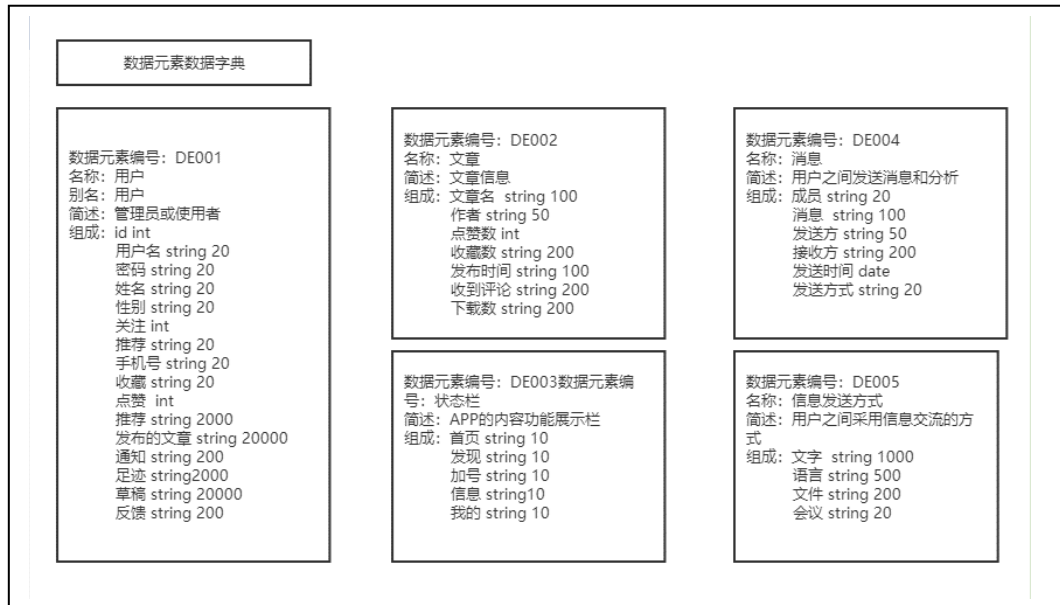 数据元素数据字典
数据元素编号：DE001
名称：用户
别名：用户
简述：管理员或使用者
组成：id int
用户名 string 20
密码 string 20
姓名 string 20
性别 string 20
关注 int
推荐 string 20
手机号 string 20
收藏 string 20
点赞 int
推荐 string 2000
发布的文章 string 20000
通知 string 200
足迹 string2000
草稿 string 20000
反馈 string 200
数据元素编号：DE002
名称：文章
简述：文章信息
组成：文章名 string 100
作者 string 50
点赞数 int
收藏数 string 200
发布时间 string 100
收到评论 string 200
下载数 string 200
数据元素编号：DE003数据元素编
号：状态栏
简述：APP的内容功能展示栏
组成：首页 string 10
发现 string 10
加号 string 10
信息 string10
我的 string 10
数据元素编号：DE004
名称：消息
简述：用户之间发送消息和分析
组成：成员 string 20
消息 string 100
发送方 string 50
接收方 string 200
发送时间 date
发送方式 string 20
数据元素编号：DE005
名称：信息发送方式
简述：用户之间采用信息交流的方
式
组成：文字 string 1000
语言 string 500
文件 string 200
会议 string 20